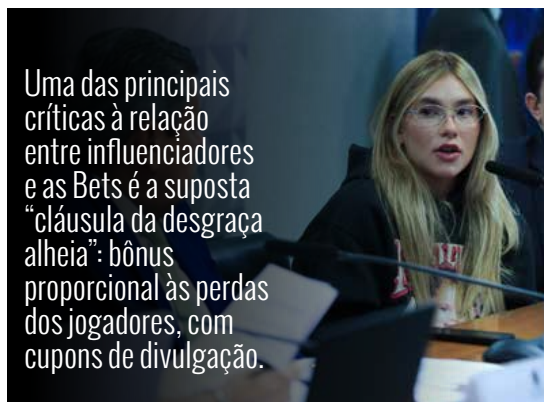 Uma das principais
críticas à relação
entre influenciadores
e as Bets é a suposta
“cláusula da desgraça
alheia”: bônus
proporcional às perdas
dos jogadores, com
cupons de divulgação.